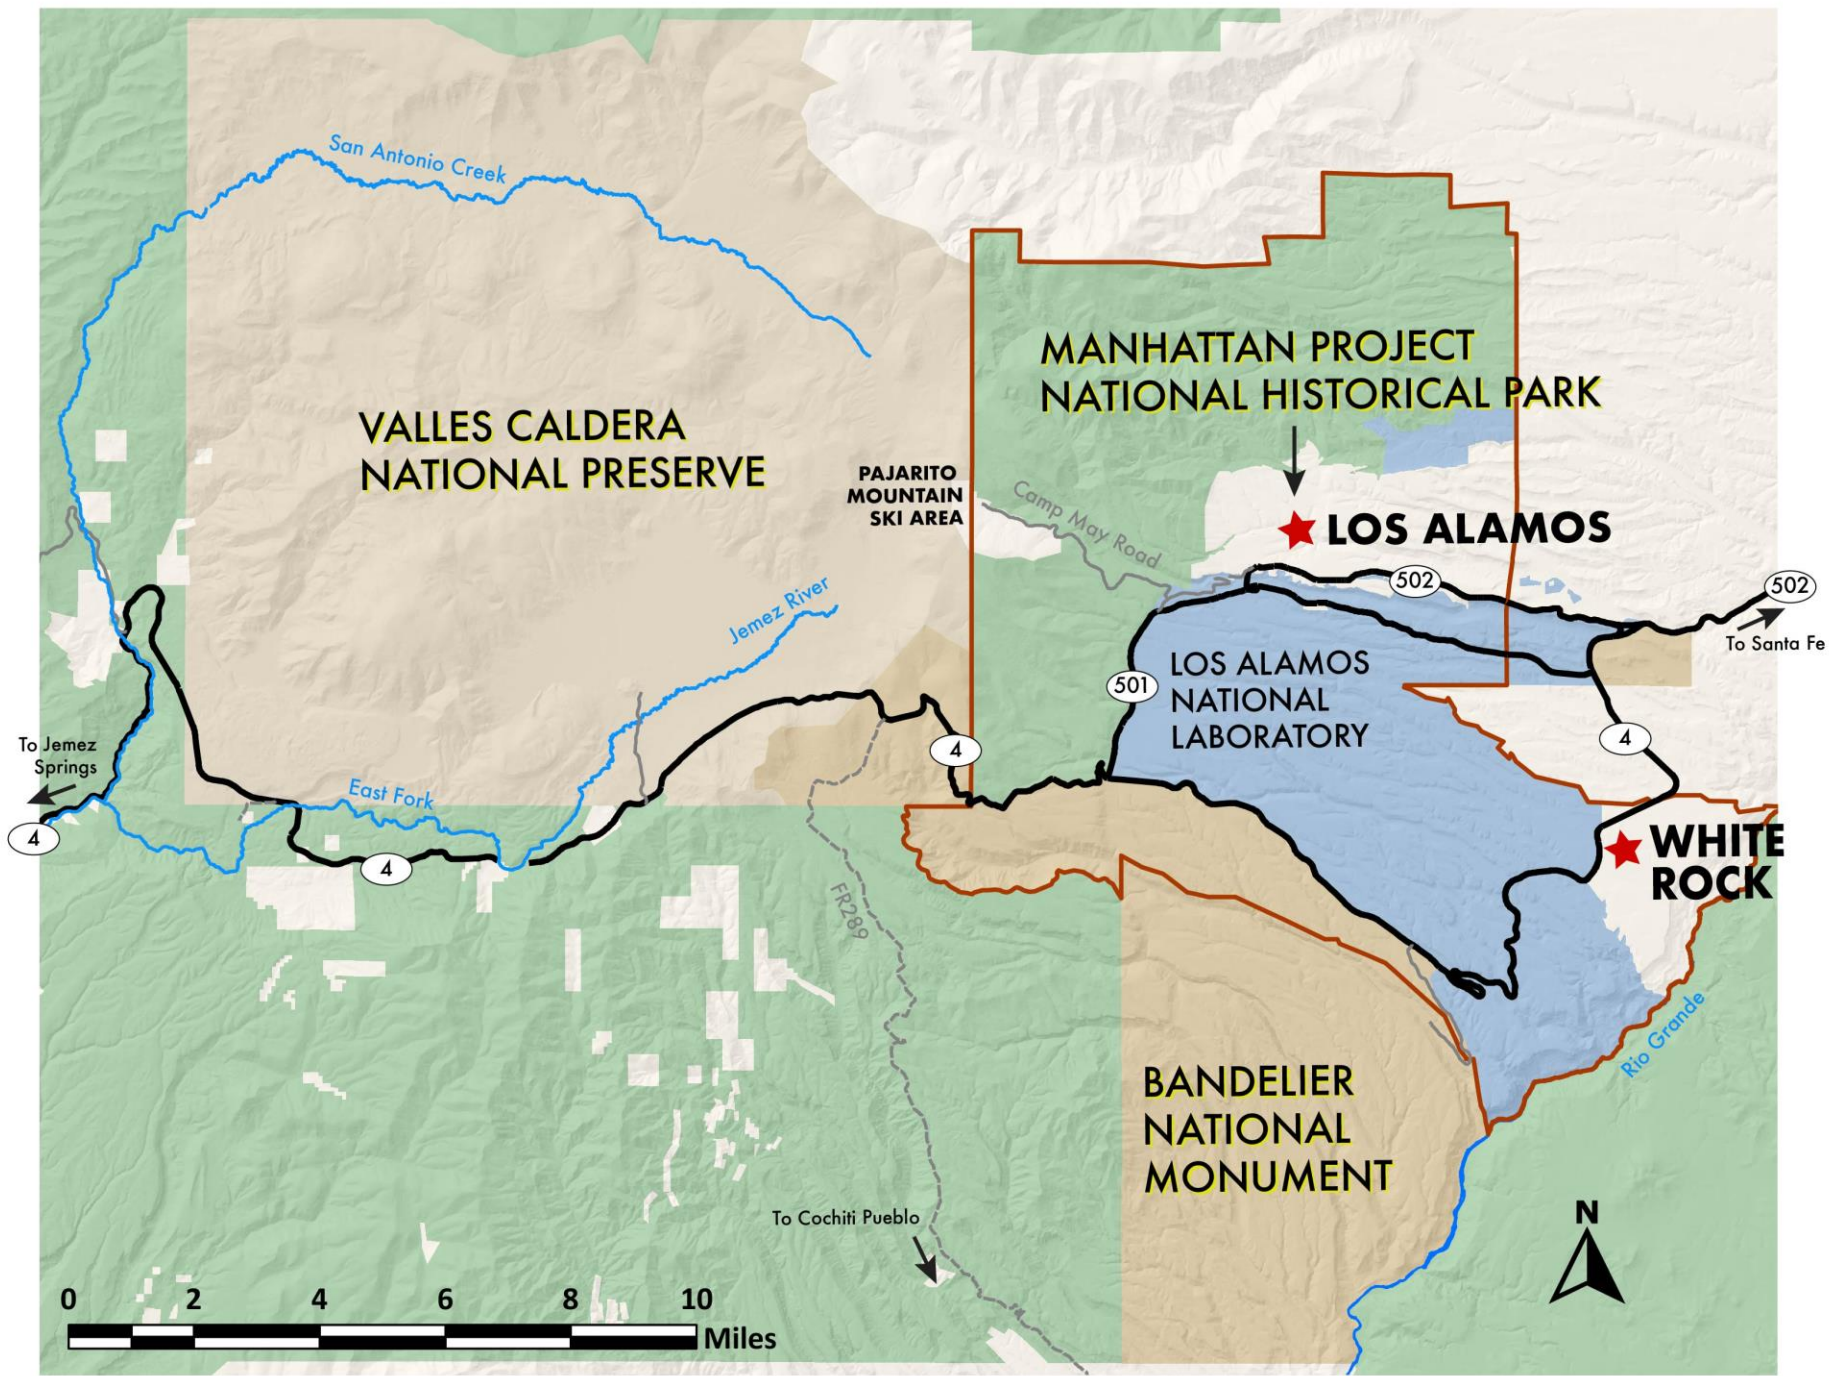 San Antonio Creek
MANHATTAN PROJECT
NATIONAL HISTORICAL PARK
VALLES CALDERA
NATIONAL PRESERVE
PAJARITO
MOUNTAIN
SKI AREA
Camp May Road
LOS ALAMOS
502
502
To Santa Fe
Jemez River
LOS ALAMOS
NATIONAL
LABORATORY
501
4
4
To Jemez
Springs
East Fork
4
4
WHITE
ROCK
FR289
Rio Grande
BANDELIER
NATIONAL
MONUMENT
To Cochiti Pueblo
N
0 2 4 6 8 10
Miles